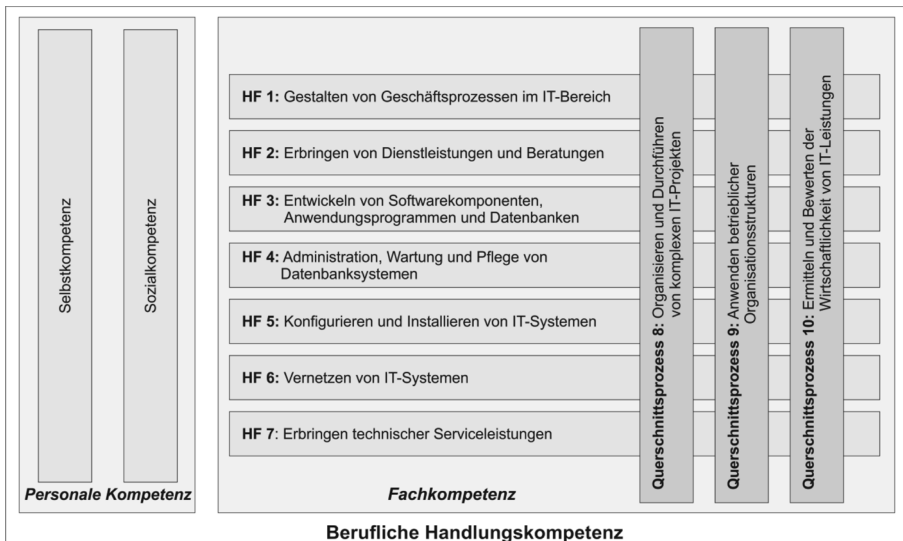 Selbstkompetenz
Sozialkompetenz
Personale Kompetenz
HF 1: Gestalten von Geschäftsprozessen im IT-Bereich
HF 2: Erbringen von Dienstleistungen und Beratungen
HF 3: Entwickeln von Softwarekomponenten,
Anwendungsprogrammen und Datenbanken
HF 4: Administration, Wartung und Pflege von
Datenbanksystemen
HF 5: Konfigurieren und Installieren von IT-Systemen
HF 6: Vernetzen von IT-Systemen
HF 7: Erbringen technischer Serviceleistungen
Querschnittsprozess 8: Organisieren und Durchführen
von komplexen IT-Projekten
Querschnittsprozess 9: Anwenden betrieblicher
Organisationsstrukturen
Querschnittsprozess 10: Ermitteln und Bewerten der
Wirtschaftlichkeit von IT-Leistungen
Fachkompetenz
Berufliche Handlungskompetenz